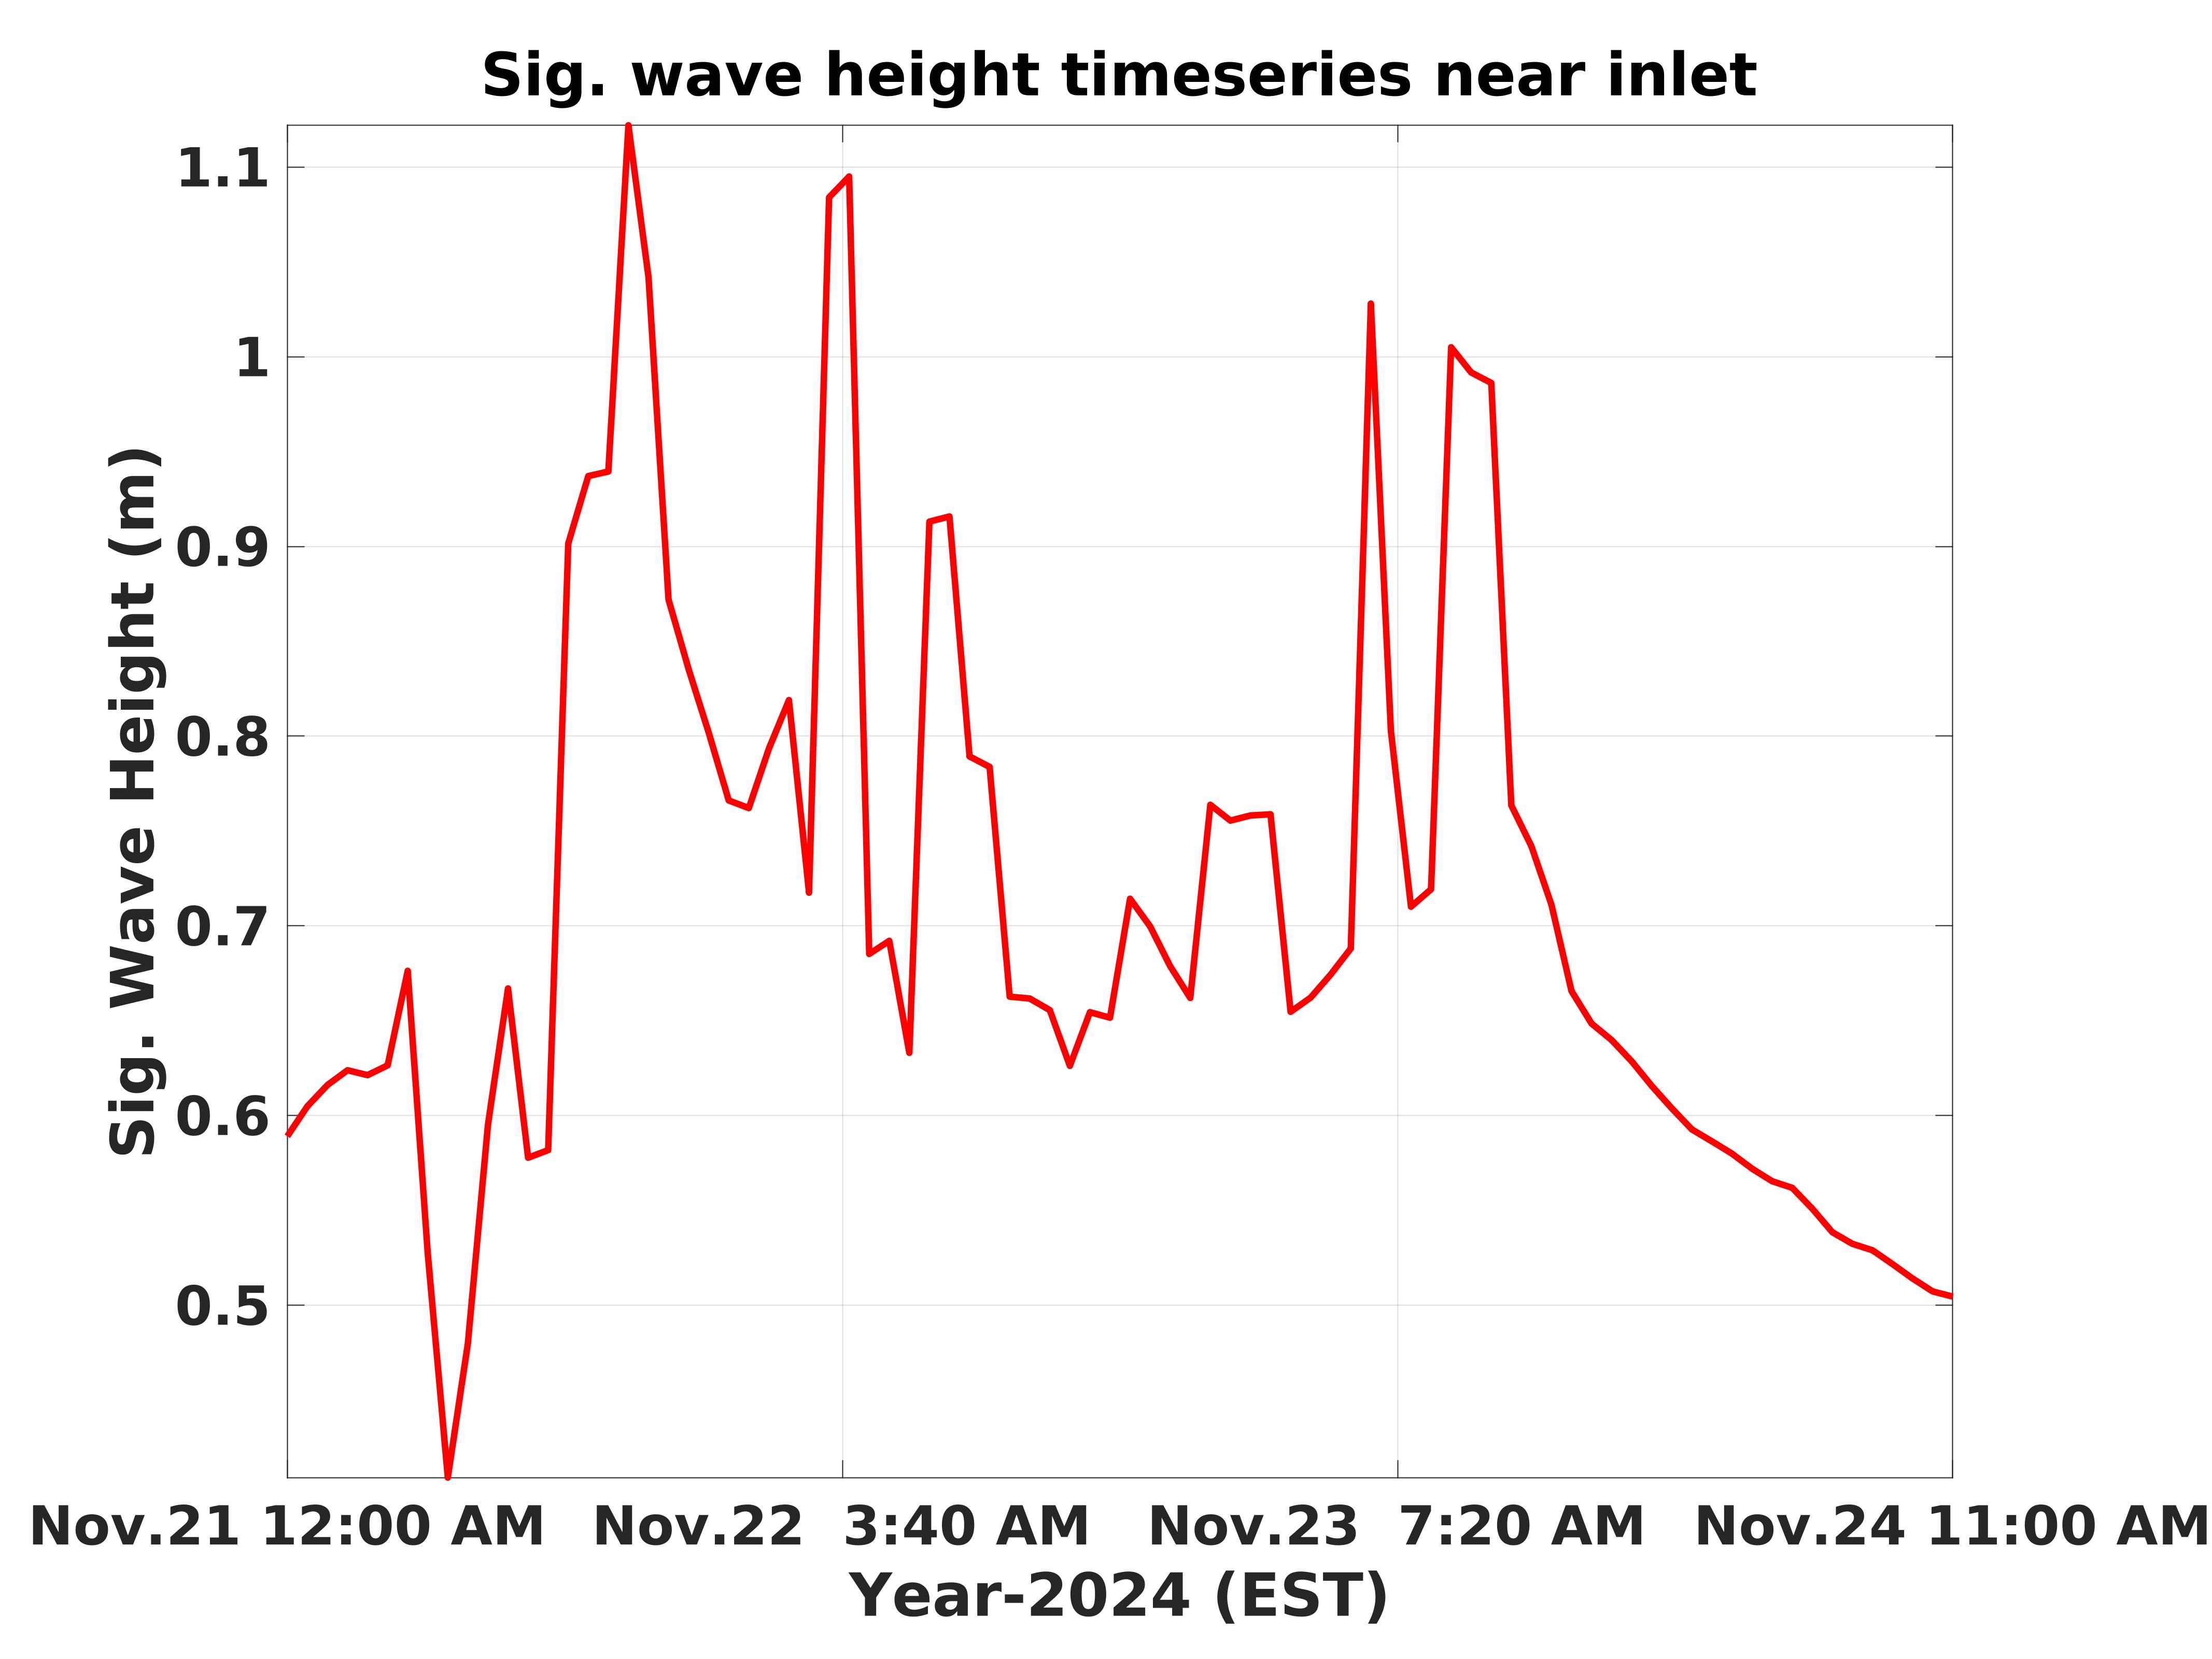 Sig. wave height timeseries near inlet
Sig. Wave Height (m)
1.1
1
0.9
0.8
0.7
0.6
0.5
Nov.21 12:00 AM Nov.22 3:40 AM Nov.23 7:20 AM Nov.24 11:00 AM
Year-2024 (EST)